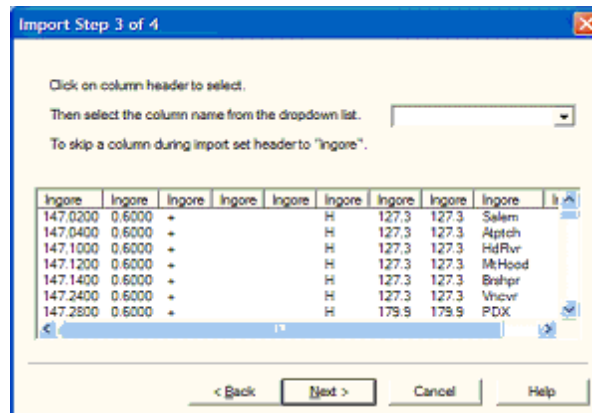 Import Step 3 of 4
Click on column header to select.
Then select the column name from the dropdown list.
To skip a column during import set header to "Ingore".
Ingore Ingore Ingore Ingore Ingore Ingore Ingore Ingore Ingore
147.0200 0.6000 + H 127.3 127.3 Salem
147.0400 0.6000 + H 127.3 127.3 Atptch
147.1000 0.6000 + H 127.3 127.3 HdRvr
147.1200 0.6000 + H 127.3 127.3 Mt.Hood
147.1400 0.6000 + H 127.3 127.3 Brshpr
147.2400 0.6000 + H 127.3 127.3 Vncvr
147.2800 0.6000 + H 179.9 179.9 PDX
< Back Next > Cancel Help